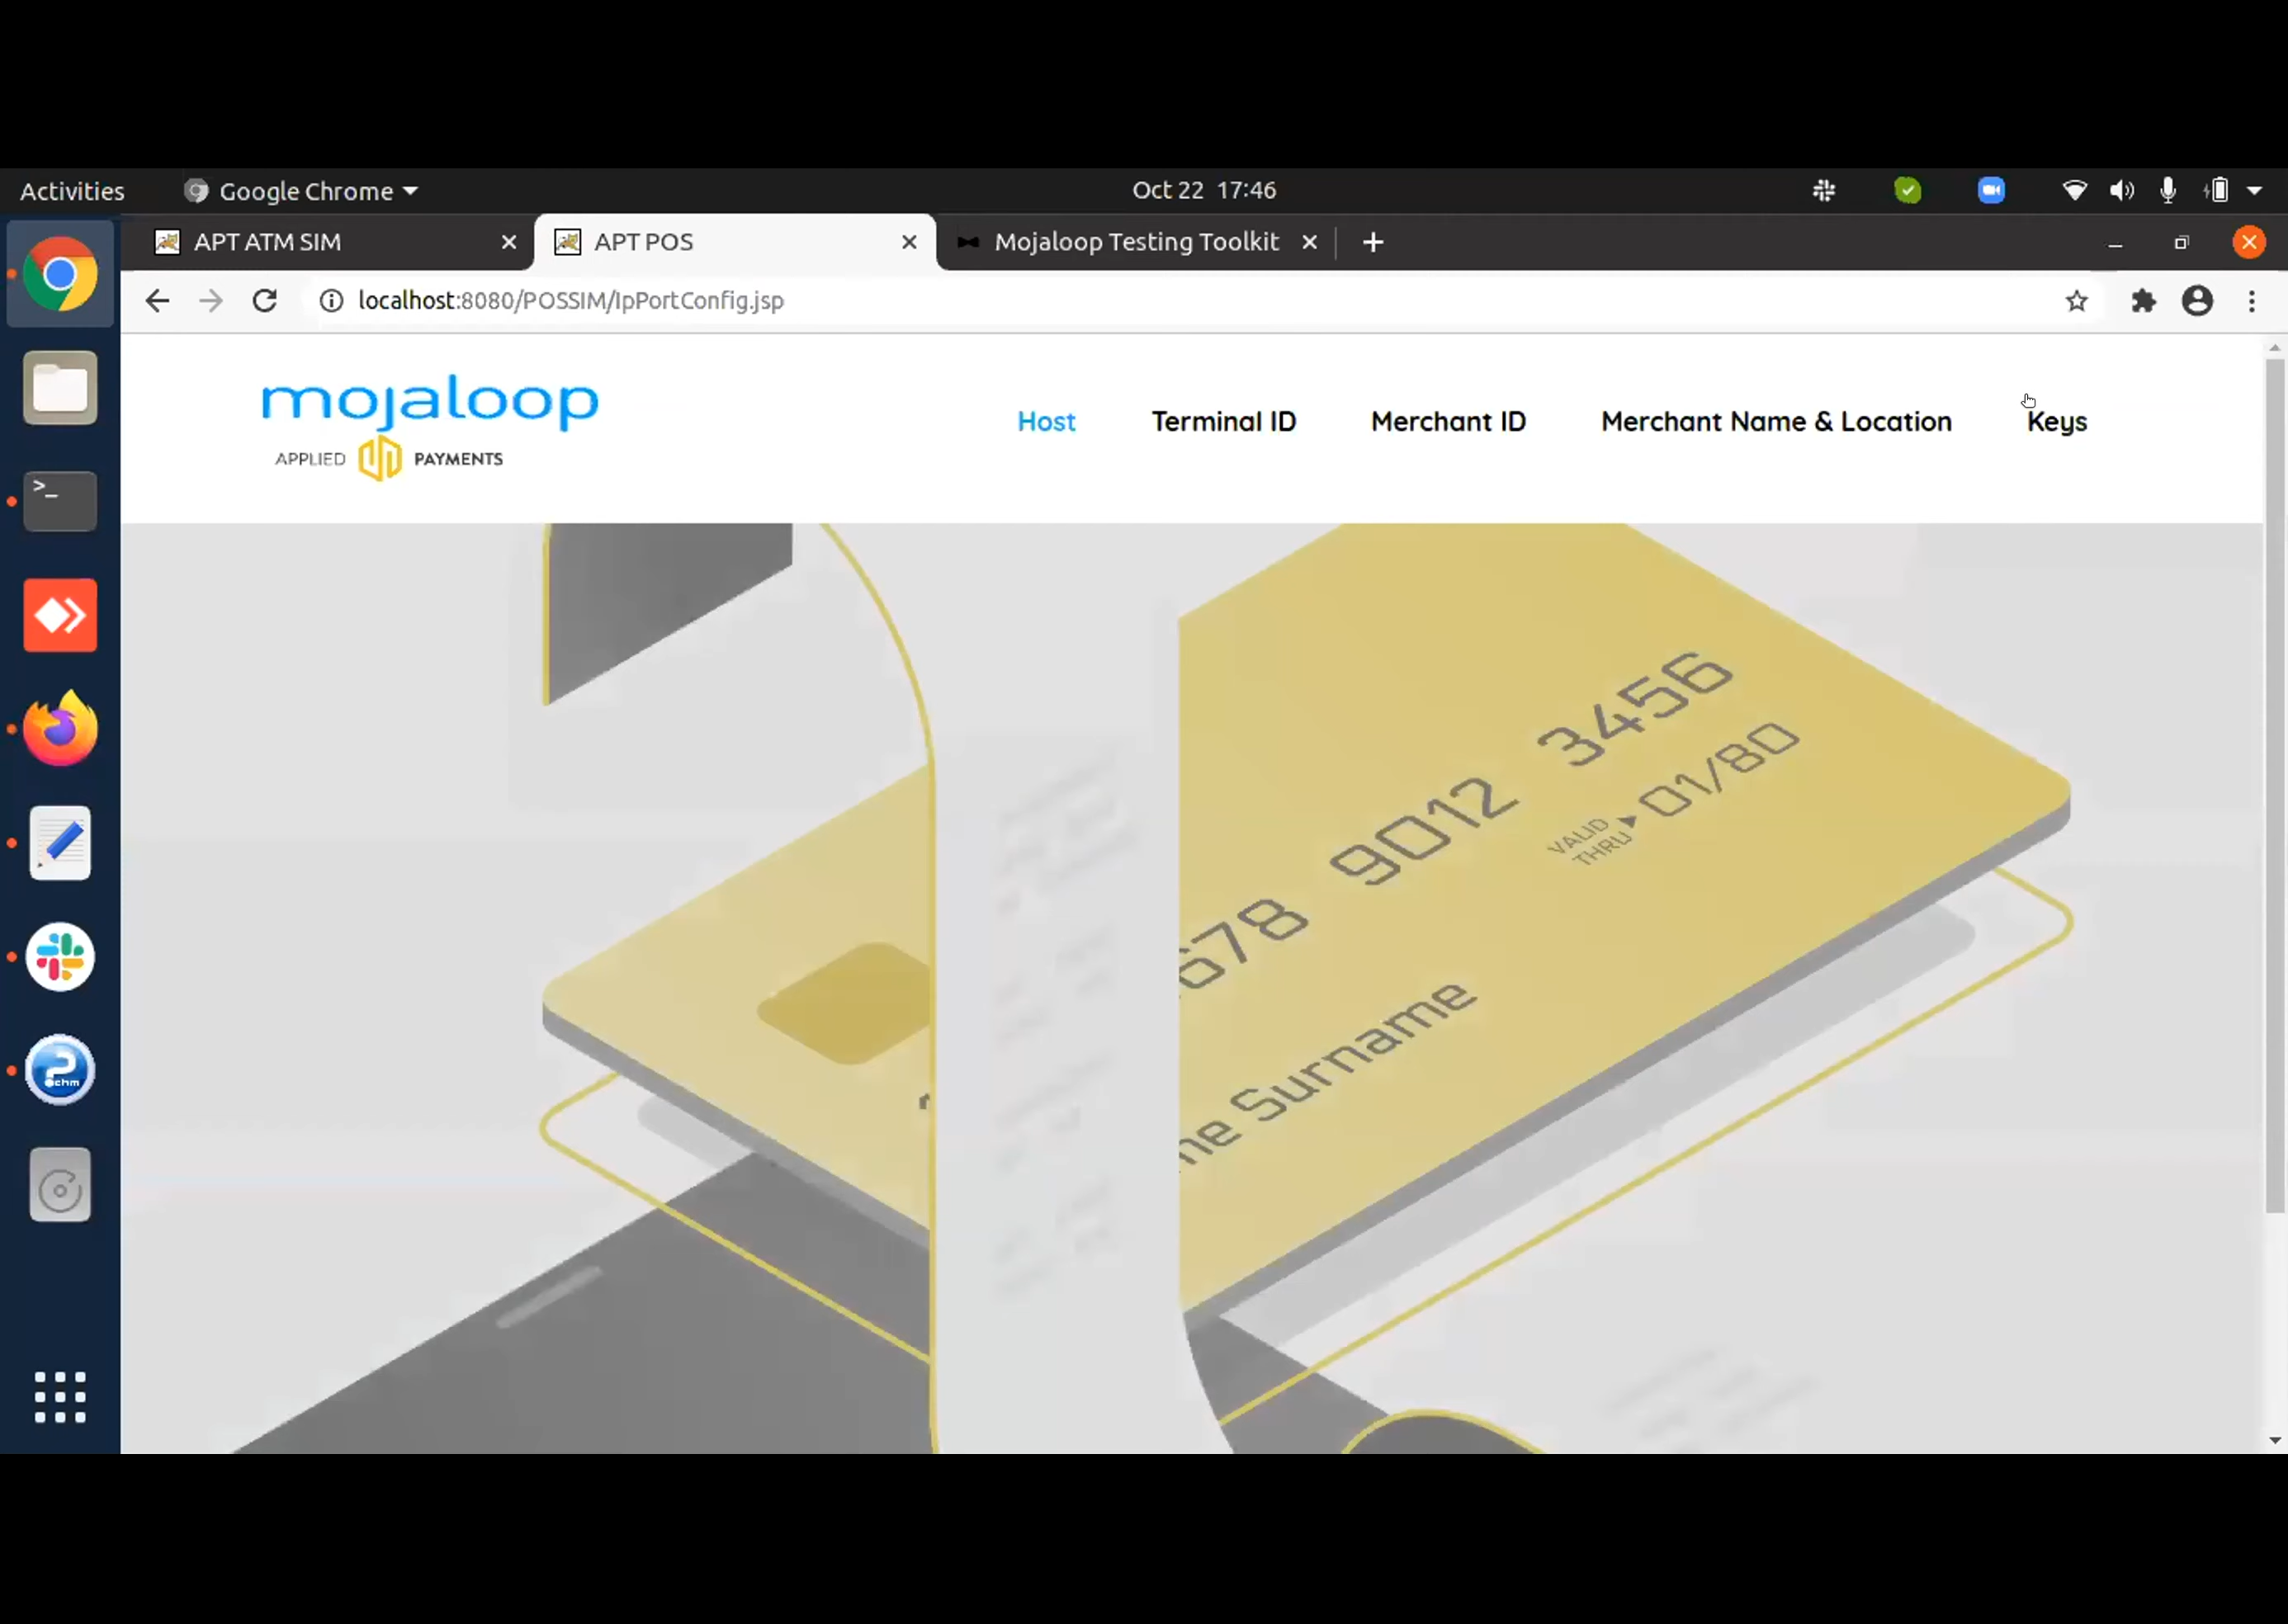 Activities Google Chrome Oct 22 17:46
APT ATM SIM APT POS Mojaloop Testing Toolkit
localhost:8080/POSSIM/IpPortConfig.jsp
mojaloop
APPLIED PAYMENTS
Host Terminal ID Merchant ID Merchant Name & Location Keys
678 9012 3456
VALID
THRU 01/80
me Surname
>_
?
chm